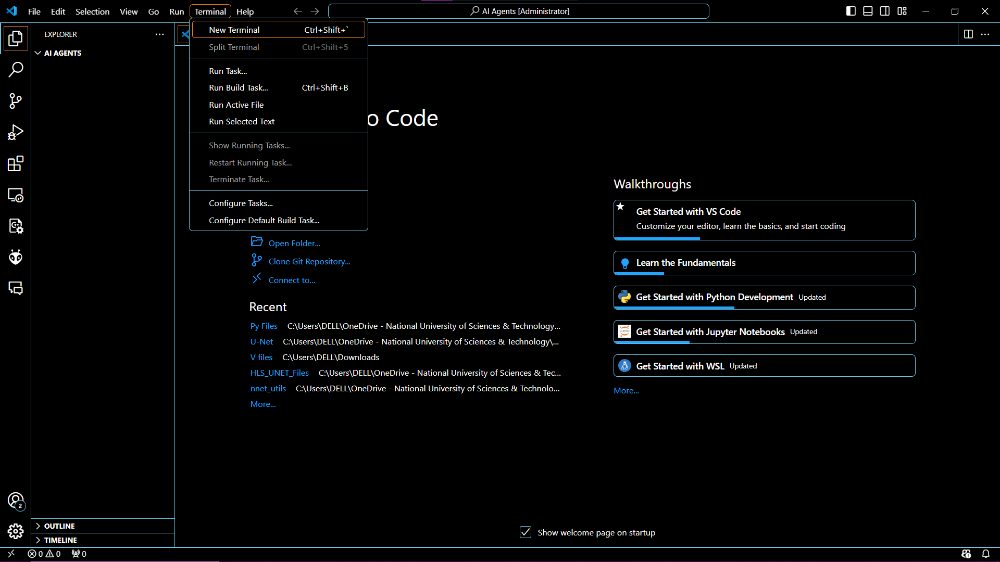 File Edit Selection View Go Run Terminal Help
AI Agents [Administrator]
EXPLORER
AI AGENTS
New Terminal Ctrl+Shift+`
Split Terminal Ctrl+Shift+5
Run Task...
Run Build Task... Ctrl+Shift+B
Run Active File
Run Selected Text
Show Running Tasks...
Restart Running Task...
Terminate Task...
Configure Tasks...
Configure Default Build Task...
o Code
Open Folder...
Clone Git Repository...
Connect to...
Recent
Py Files C:\Users\DELL\OneDrive - National University of Sciences & Technology...
U-Net C:\Users\DELL\OneDrive - National University of Sciences & Technology\...
V files C:\Users\DELL\Downloads
HLS_UNET_Files C:\Users\DELL\OneDrive - National University of Sciences & Tec...
nnet_utils C:\Users\DELL\OneDrive - National University of Sciences & Technolo...
More...
Walkthroughs
Get Started with VS Code
Customize your editor, learn the basics, and start coding
Learn the Fundamentals
Get Started with Python Development Updated
jupyter
Get Started with Jupyter Notebooks Updated
Get Started with WSL Updated
More...
Show welcome page on startup
2
OUTLINE
TIMELINE
0 0 0